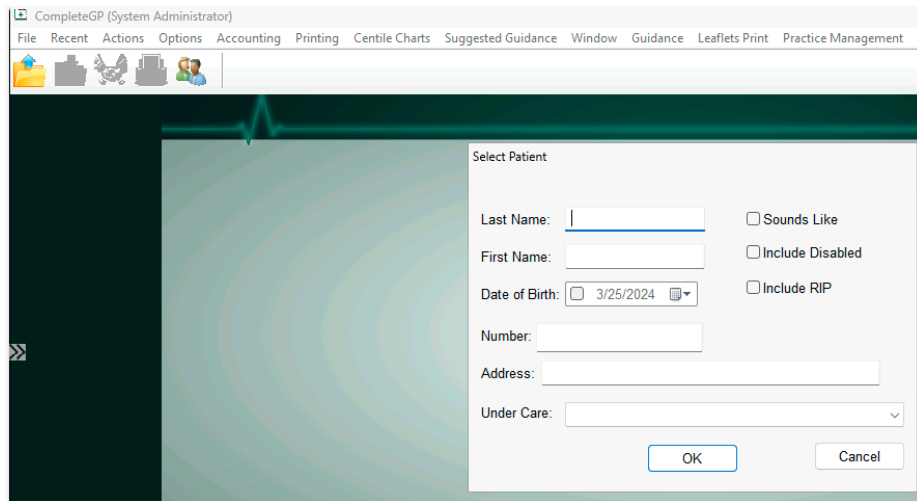 CompleteGP (System Administrator)
File Recent Actions Options Accounting Printing Centile Charts Suggested Guidance Window Guidance Leaflets Print Practice Management
Select Patient
Last Name: Sounds Like
First Name: Include Disabled
Date of Birth: 3/25/2024 Include RIP
Number:
Address:
Under Care:
OK Cancel